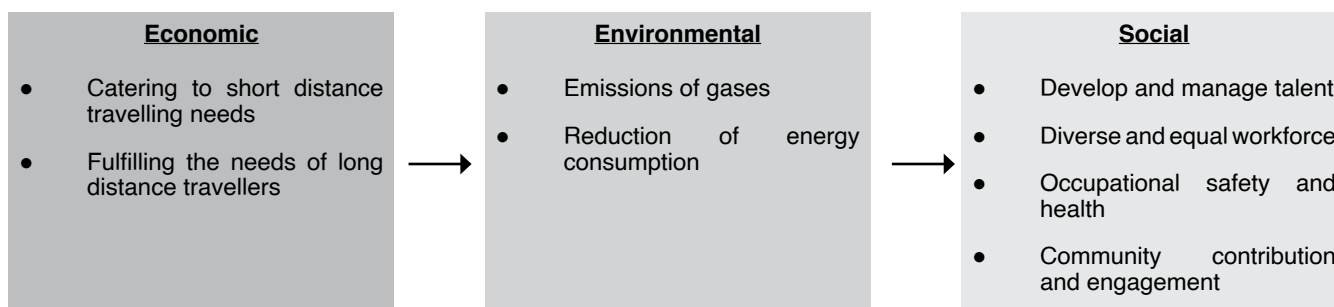 Economic
● Catering to short distance
travelling needs
● Fulfilling the needs of long
distance travellers
Environmental
● Emissions of gases
● Reduction of energy
consumption
Social
● Develop and manage talent
● Diverse and equal workforce
● Occupational safety and
health
● Community contribution
and engagement